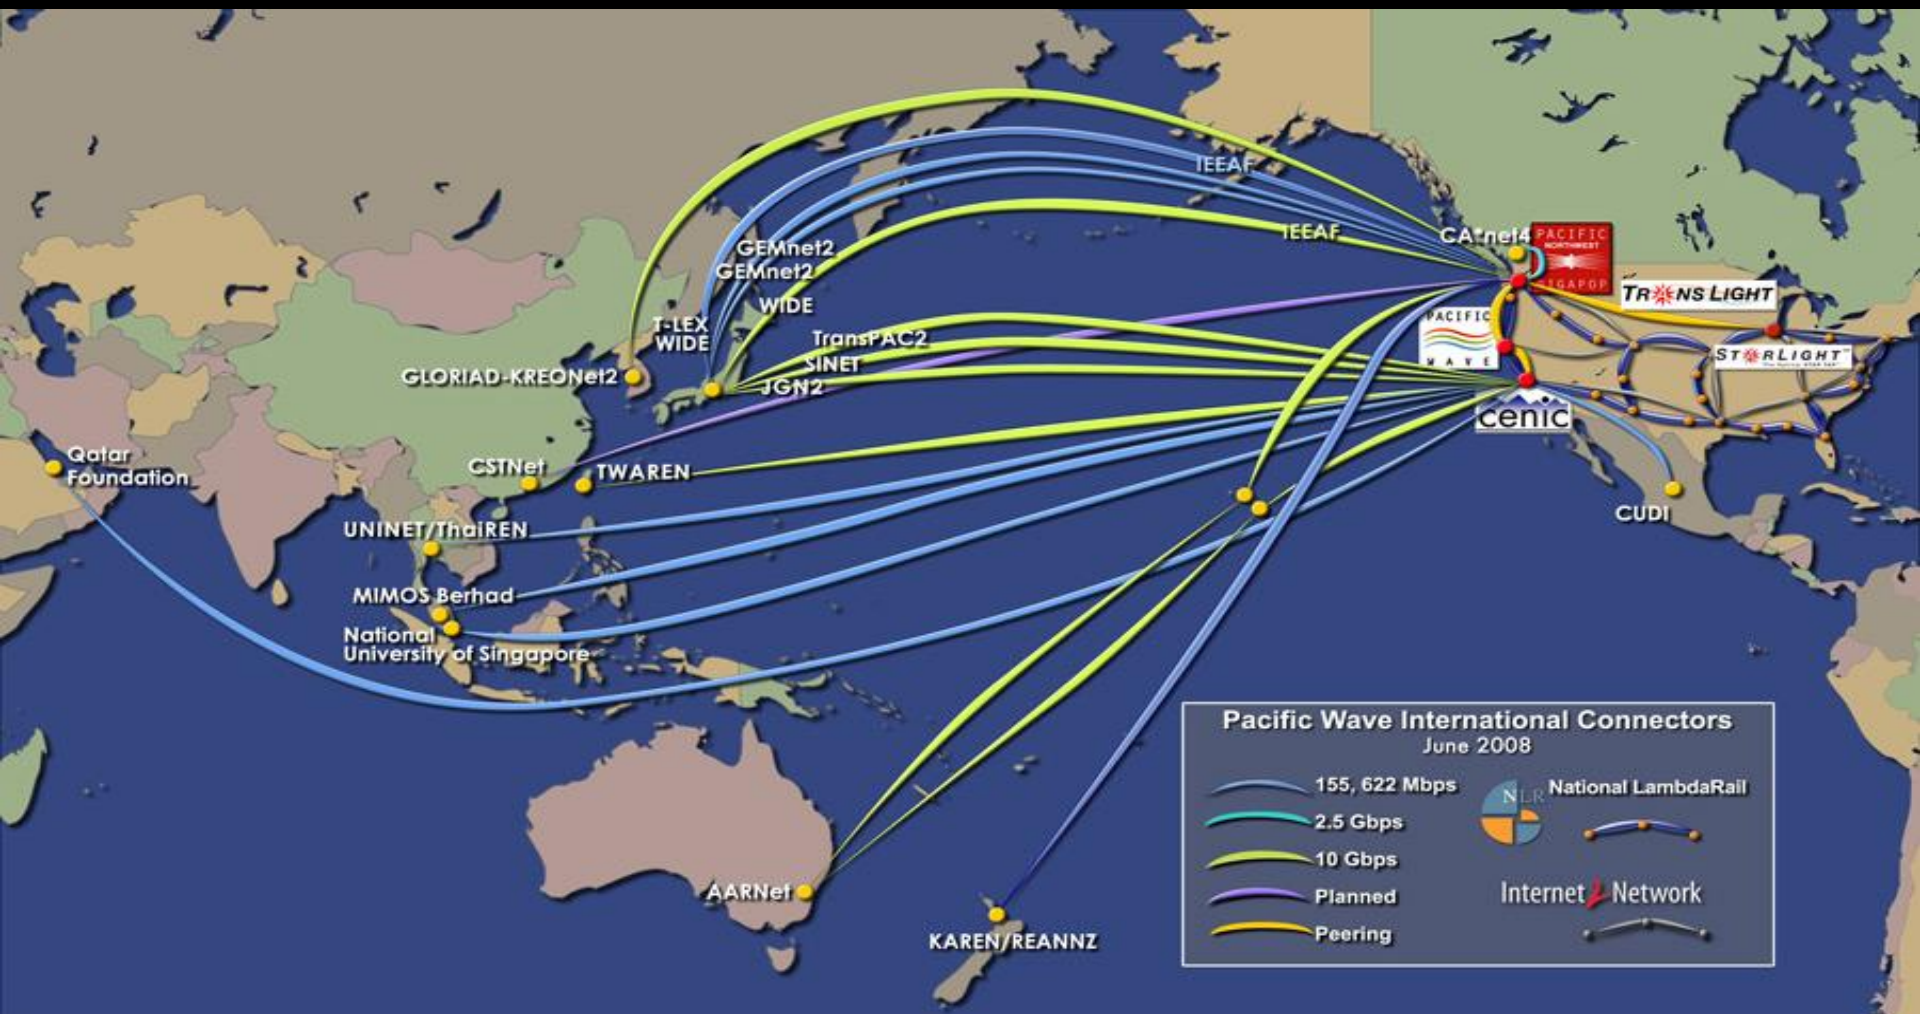 IEEAF
IEEAF
CA*net4
PACIFIC
NORTHWEST
GIGAPOP
TRANSLIGHT
PACIFIC
WAVE
STARLIGHT
GEMnet2
GEMnet2
WIDE
T-LEX
WIDE
TransPAC2
SINET
JGN2
GLORIAD-KREONet2
cenic
Qatar
Foundation
CSTNet
TWAREN
CUDI
UNINET/ThaiREN
MIMOS Berhad
National
University of Singapore
AARNet
KAREN/REANNZ
Pacific Wave International Connectors
June 2008
155, 622 Mbps
2.5 Gbps
10 Gbps
Planned
Peering
NLR
National LambdaRail
Internet2 Network